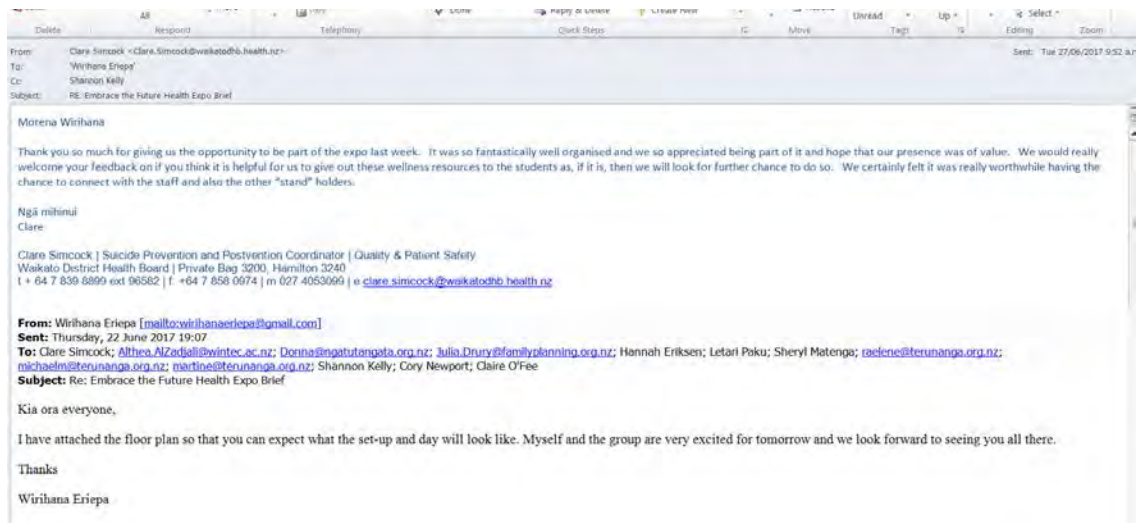 All
Done
Reply & Delete
Create New
Unread
Up
Select
Delete
Respond
Telephony
Quick Steps
Move
Tags
Editing
Zoom
From: Clare Simcock <Clare.Simcock@waikatodhb.health.nz>
Sent: Tue 27/06/2017 9:52 a.m
To: 'Wirihana Eriepa'
Cc: Shannon Kelly
Subject: RE: Embrace the Future Health Expo Brief
Morena Wirihana
Thank you so much for giving us the opportunity to be part of the expo last week. It was so fantastically well organised and we so appreciated being part of it and hope that our presence was of value. We would really
welcome your feedback on if you think it is helpful for us to give out these wellness resources to the students as, if it is, then we will look for further chance to do so. We certainly felt it was really worthwhile having the
chance to connect with the staff and also the other "stand" holders.
Ngā mihinui
Clare
Clare Simcock | Suicide Prevention and Postvention Coordinator | Quality & Patient Safety
Waikato District Health Board | Private Bag 3200, Hamilton 3240
t + 64 7 839 8899 ext 96582 | f. +64 7 858 0974 | m 027 4053099 | e clare.simcock@waikatodhb.health.nz
From: Wirihana Eriepa [mailto:wirihanaeriepa@gmail.com]
Sent: Thursday, 22 June 2017 19:07
To: Clare Simcock; Althea.AlZadjali@wintec.ac.nz; Donna@ngatutangata.org.nz; Julia.Drury@familyplanning.org.nz; Hannah Eriksen; Letari Paku; Sheryl Matenga; raelene@terunanga.org.nz;
michaelm@terunanga.org.nz; martine@terunanga.org.nz; Shannon Kelly; Cory Newport; Claire O'Fee
Subject: Re: Embrace the Future Health Expo Brief
Kia ora everyone,
I have attached the floor plan so that you can expect what the set-up and day will look like. Myself and the group are very excited for tomorrow and we look forward to seeing you all there.
Thanks
Wirihana Eriepa